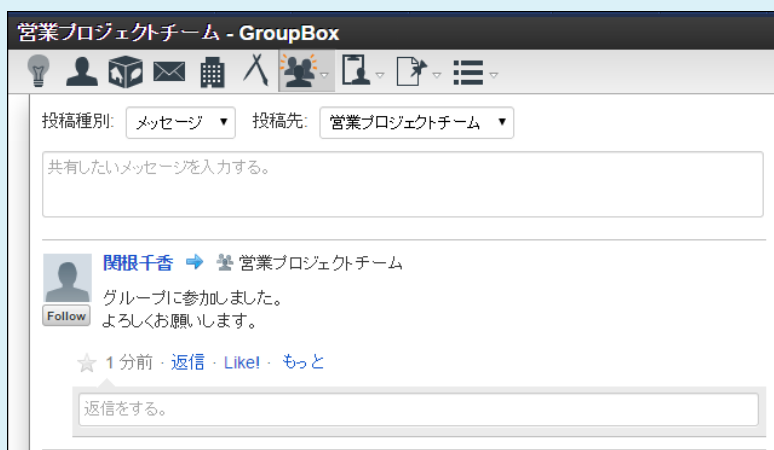 営業プロジェクトチーム - GroupBox
投稿種別: メッセージ 投稿先: 営業プロジェクトチーム
共有したいメッセージを入力する。
関根千香 営業プロジェクトチーム
グループに参加しました。
よろしくお願いします。
Follow
1 分前 · 返信 · Like! · もっと
返信をする。